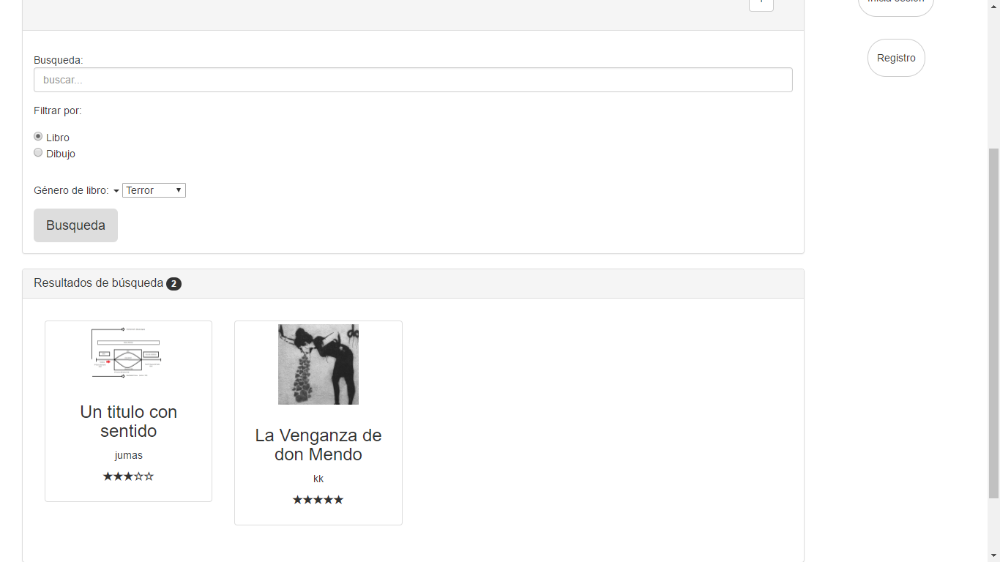 Inicia sesión
Registro
Busqueda:
buscar...
Filtrar por:
Libro
Dibujo
Género de libro:
Terror
Busqueda
Resultados de búsqueda 2
Un titulo con
sentido
jumas
★★★☆☆
La Venganza de
don Mendo
kk
★★★★★